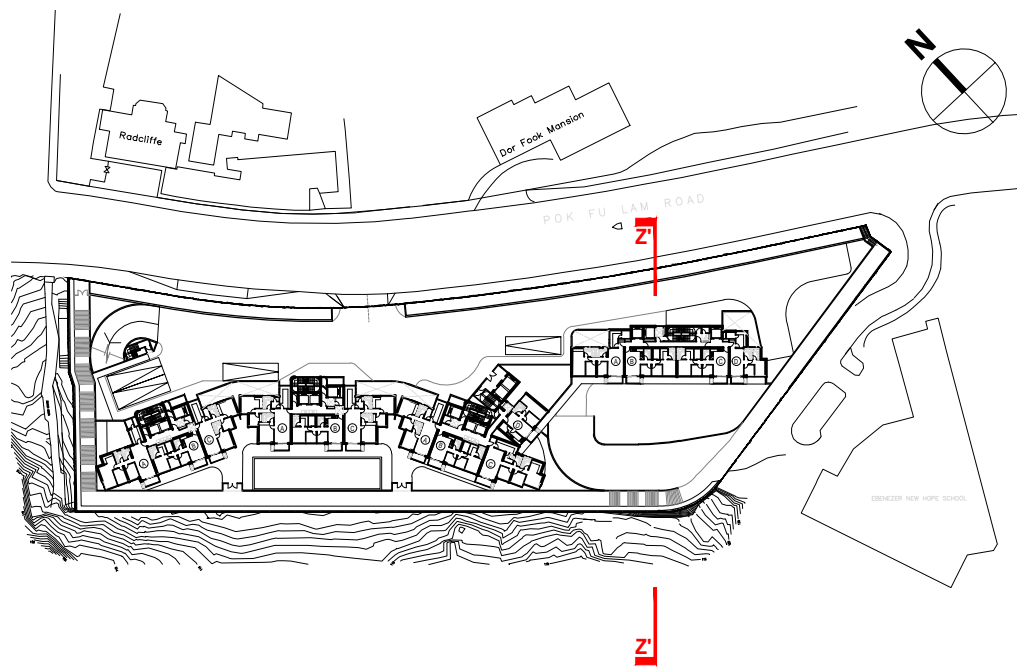 N
Radcliffe
Dor Fook Mansion
POK FU LAM ROAD
Z'
A
B
C
D
A
B
C
A
D
C
A
B
C
D
EBENEZER NEW HOPE SCHOOL
Z'